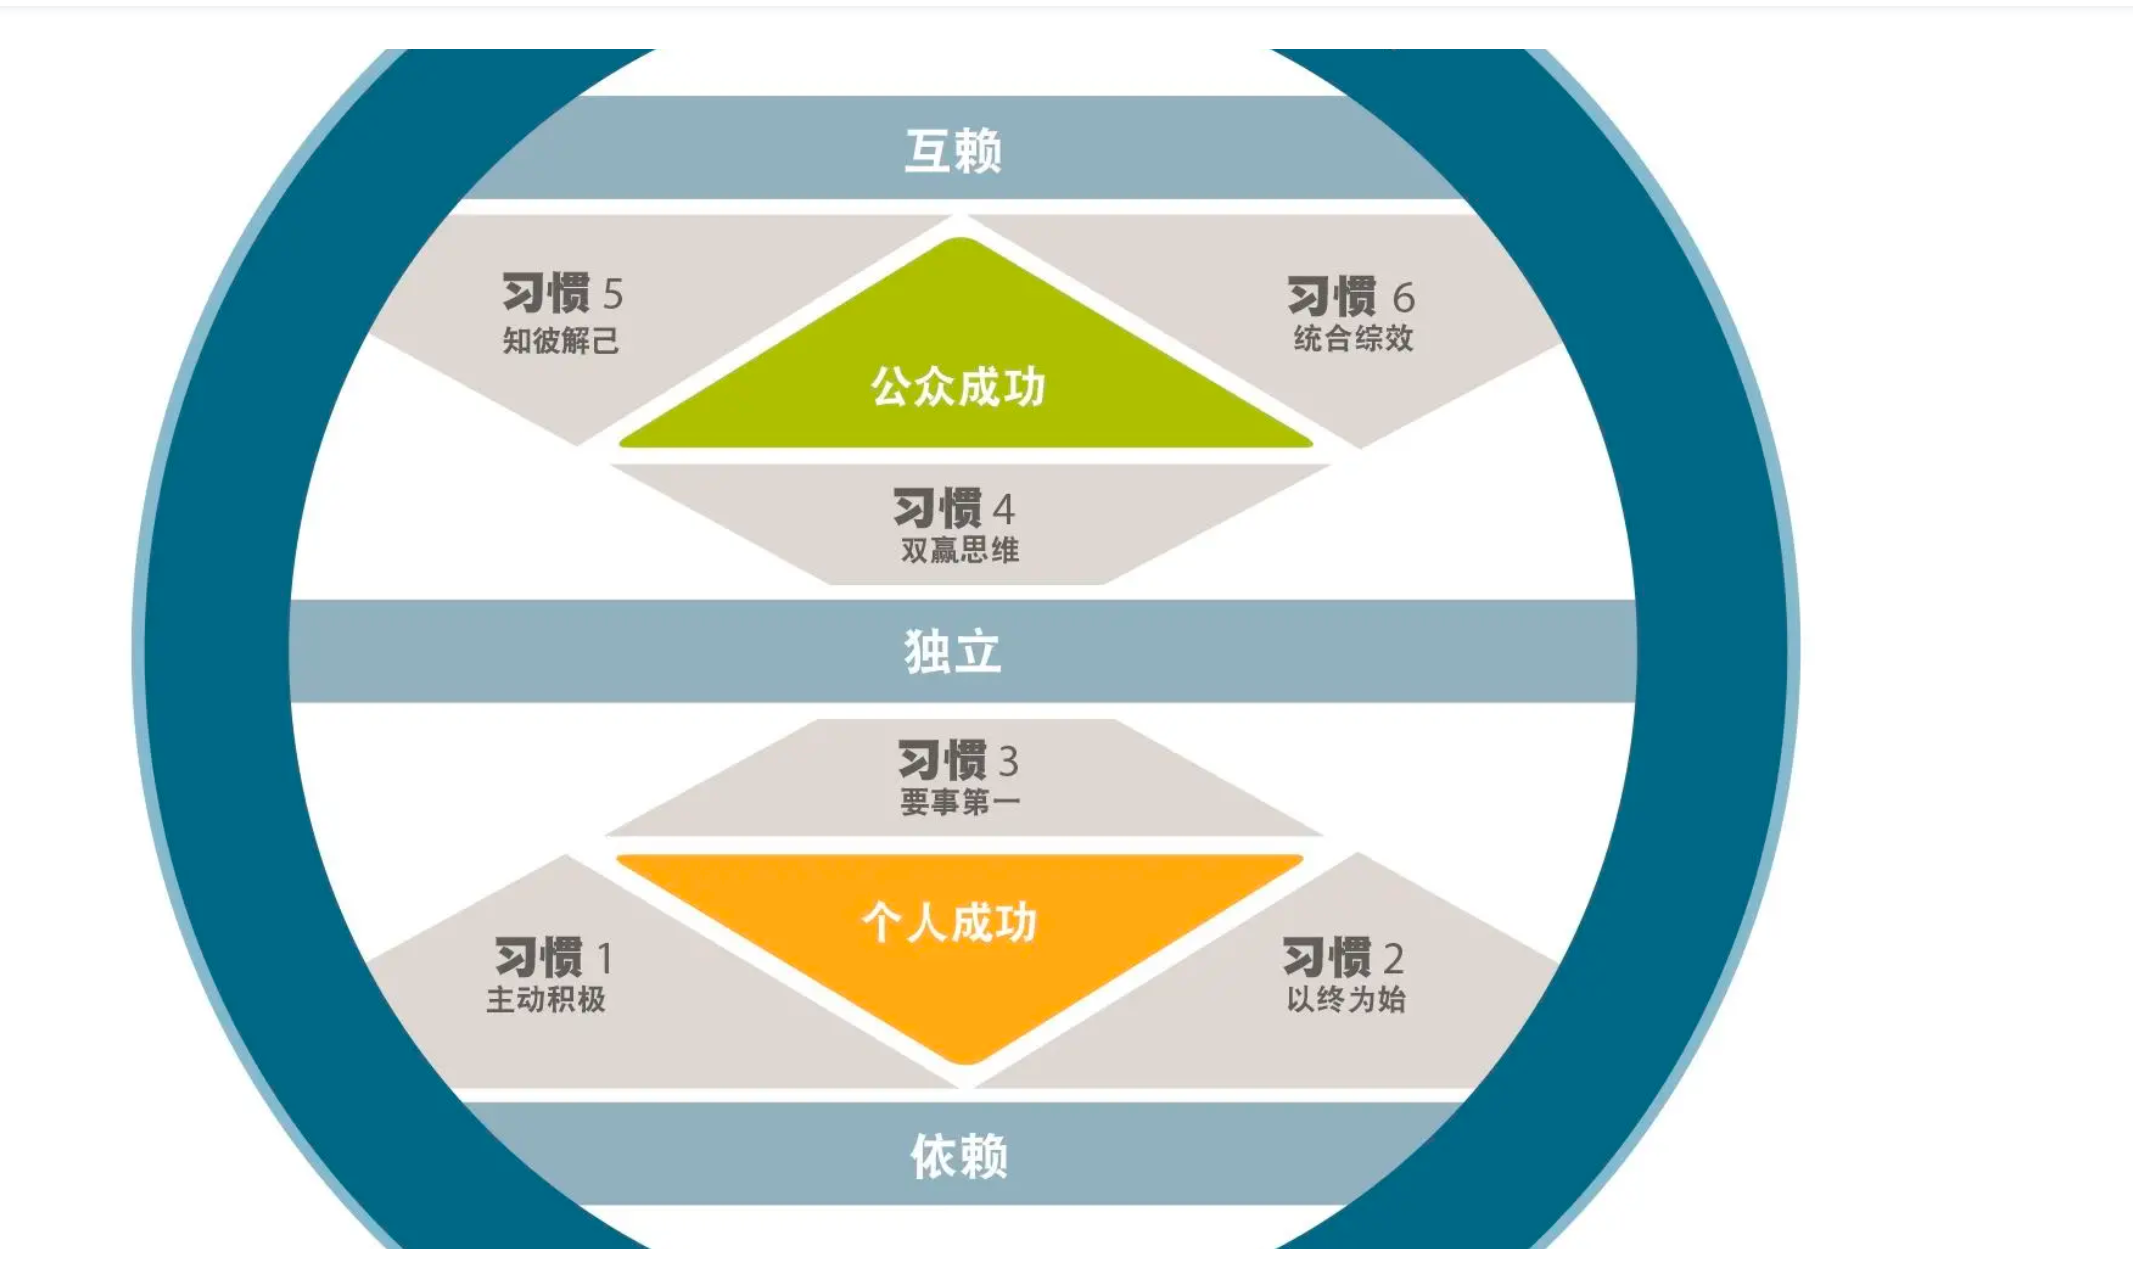 互赖
习惯 5
知彼解己
习惯 6
统合综效
公众成功
习惯 4
双赢思维
独立
习惯 3
要事第一
个人成功
习惯 1
主动积极
习惯 2
以终为始
依赖